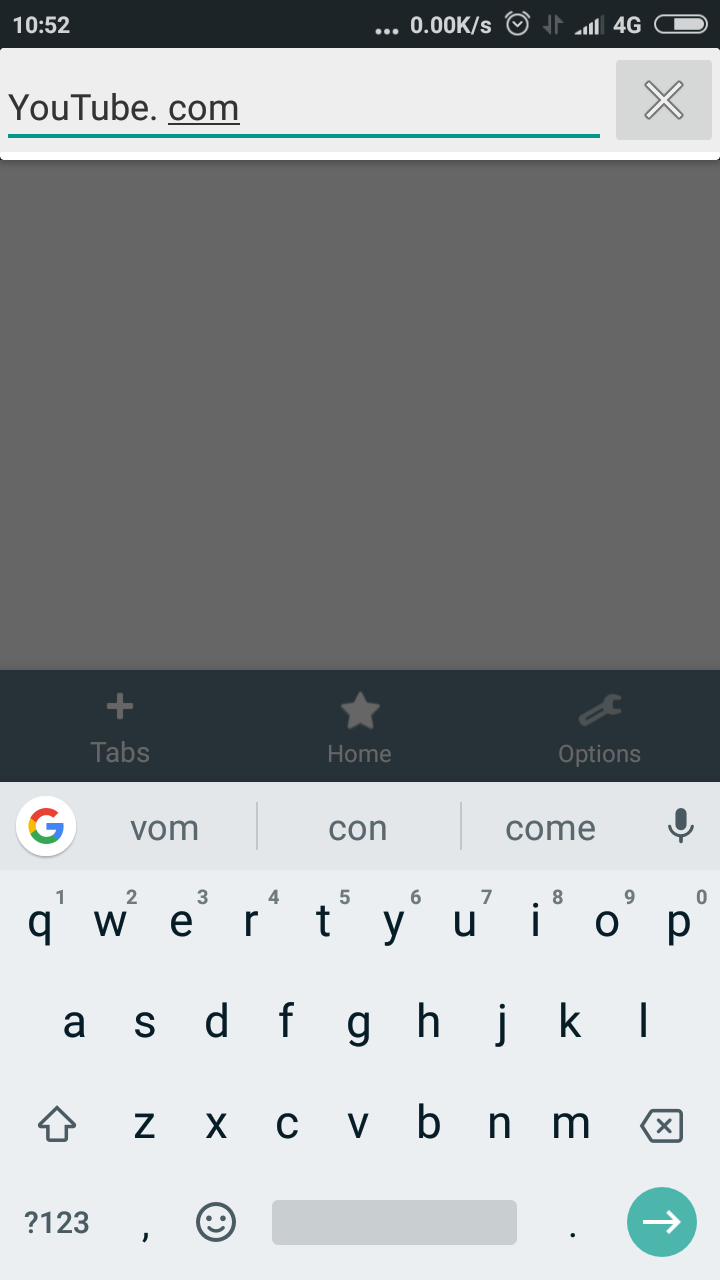 10:52 ... 0.00K/s 4G
YouTube. com
Tabs Home Options
vom con come
1 2 3 4 5 6 7 8 9 0
q w e r t y u i o p
a s d f g h j k l
z x c v b n m
?123 , .